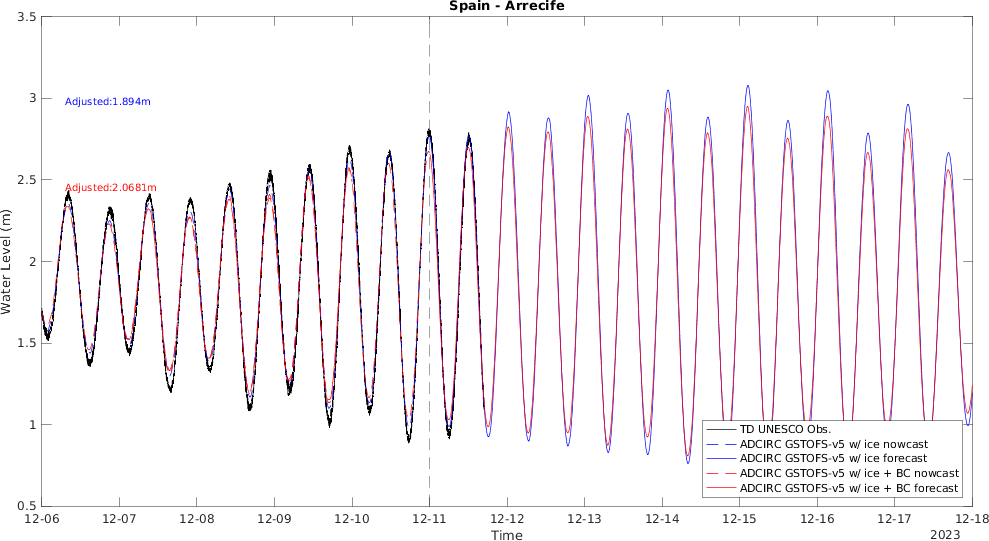 Spain - Arrecife
3.5
3
2.5
2
1.5
1
0.5
Water Level (m)
Adjusted:1.894m
Adjusted:2.0681m
TD UNESCO Obs.
ADCIRC GSTOFS-v5 w/ ice nowcast
ADCIRC GSTOFS-v5 w/ ice forecast
ADCIRC GSTOFS-v5 w/ ice + BC nowcast
ADCIRC GSTOFS-v5 w/ ice + BC forecast
12-06 12-07 12-08 12-09 12-10 12-11 12-12 12-13 12-14 12-15 12-16 12-17 12-18
Time
2023